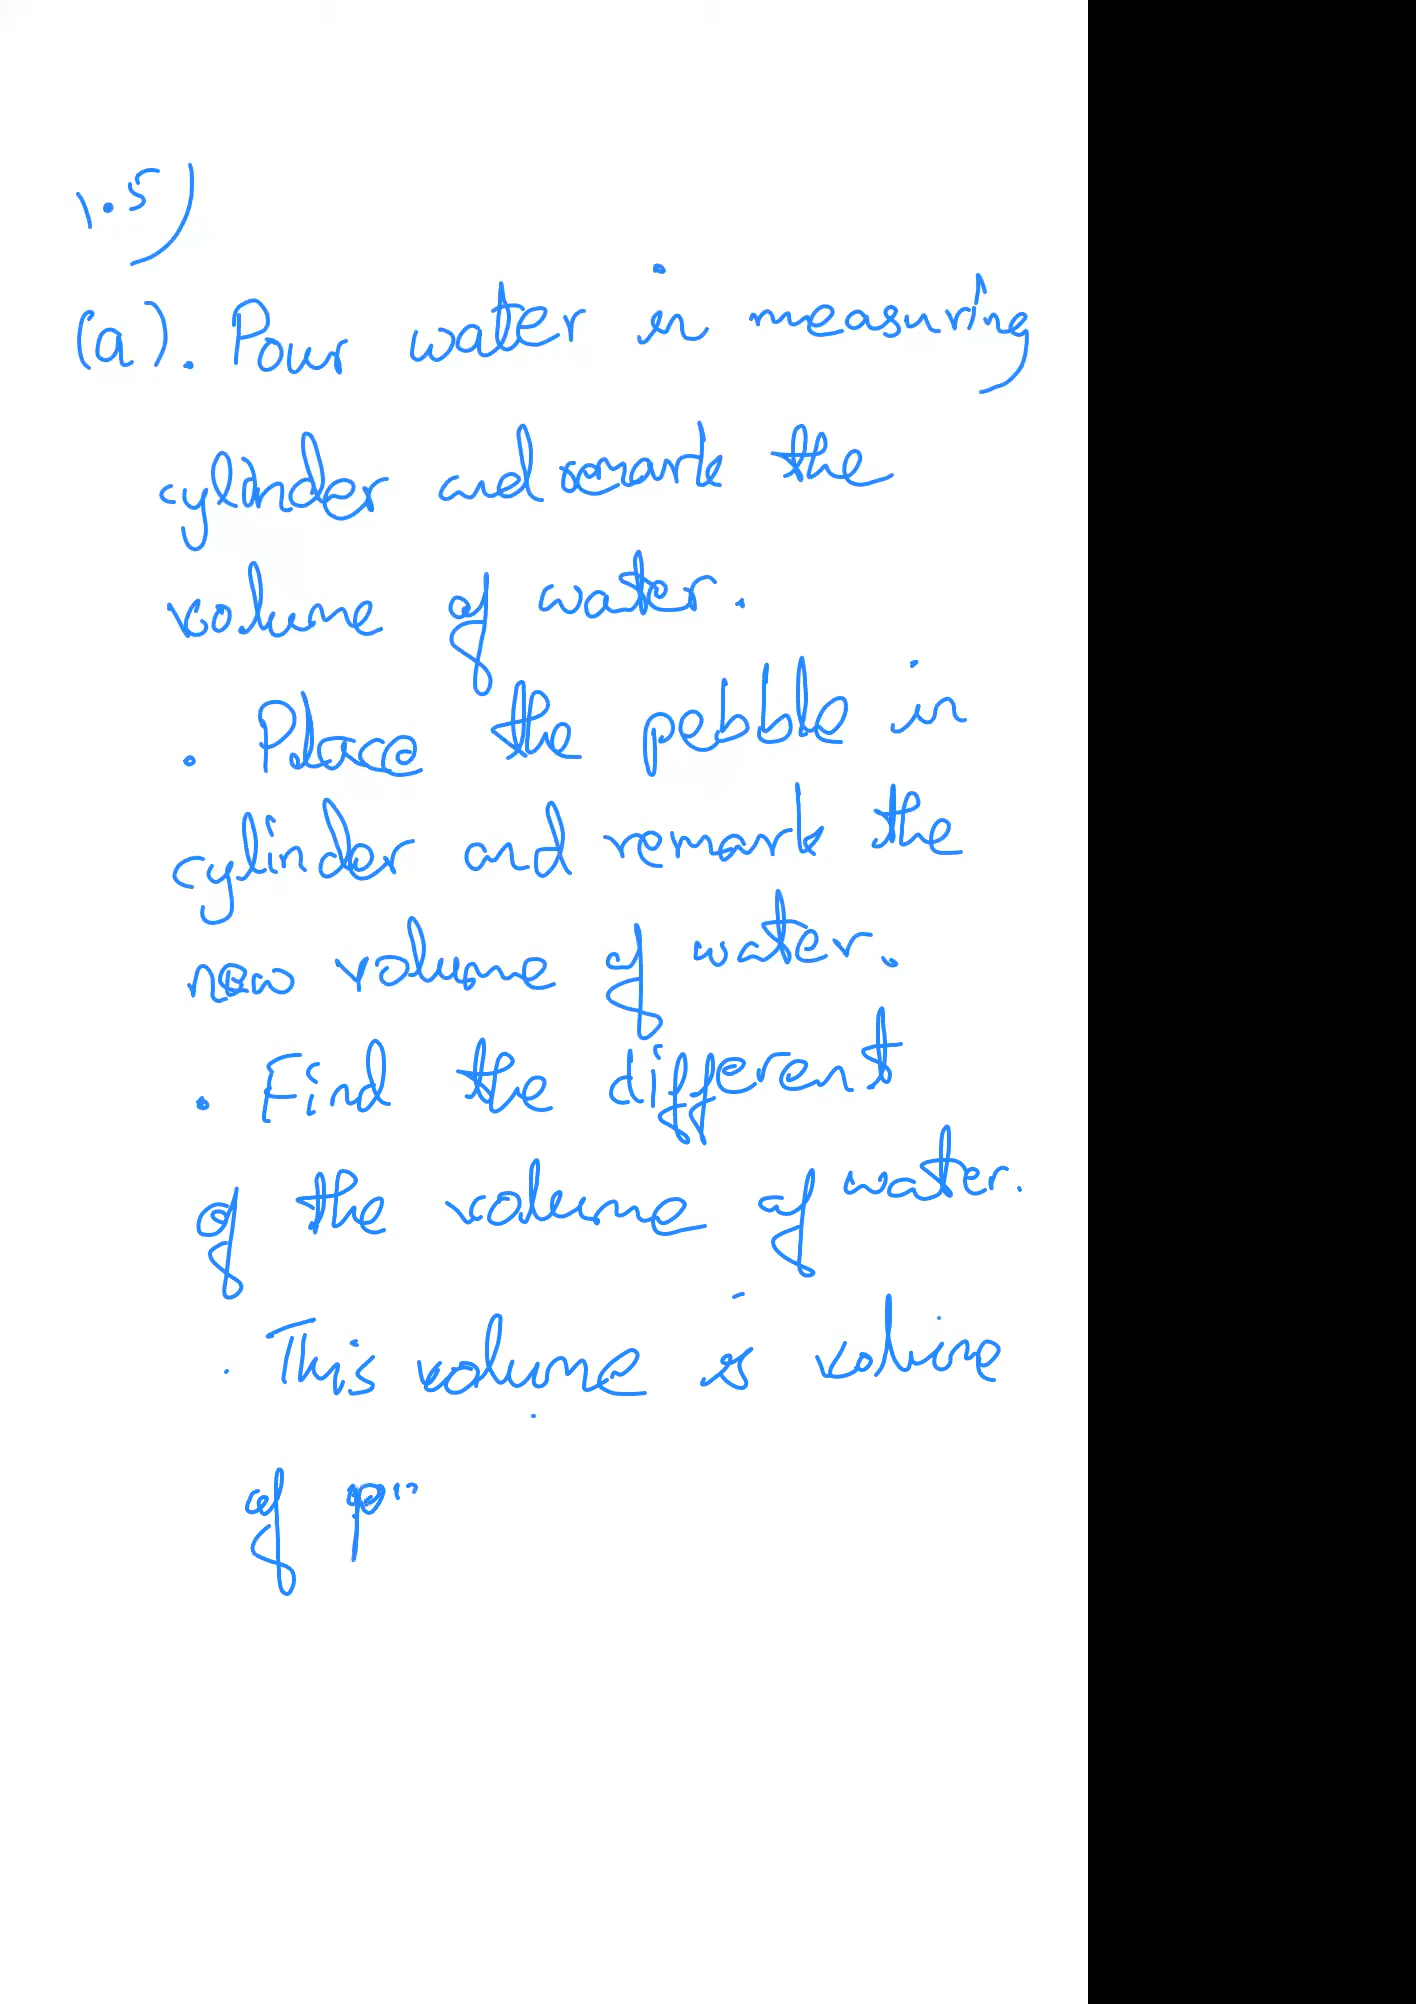 1.5)
(a). Pour water in measuring
cylinder and remark the
volume of water.
. Place the pebble in
cylinder and remark the
new volume of water.
. Find the different
of the volume of water.
. This volume is volume
of p